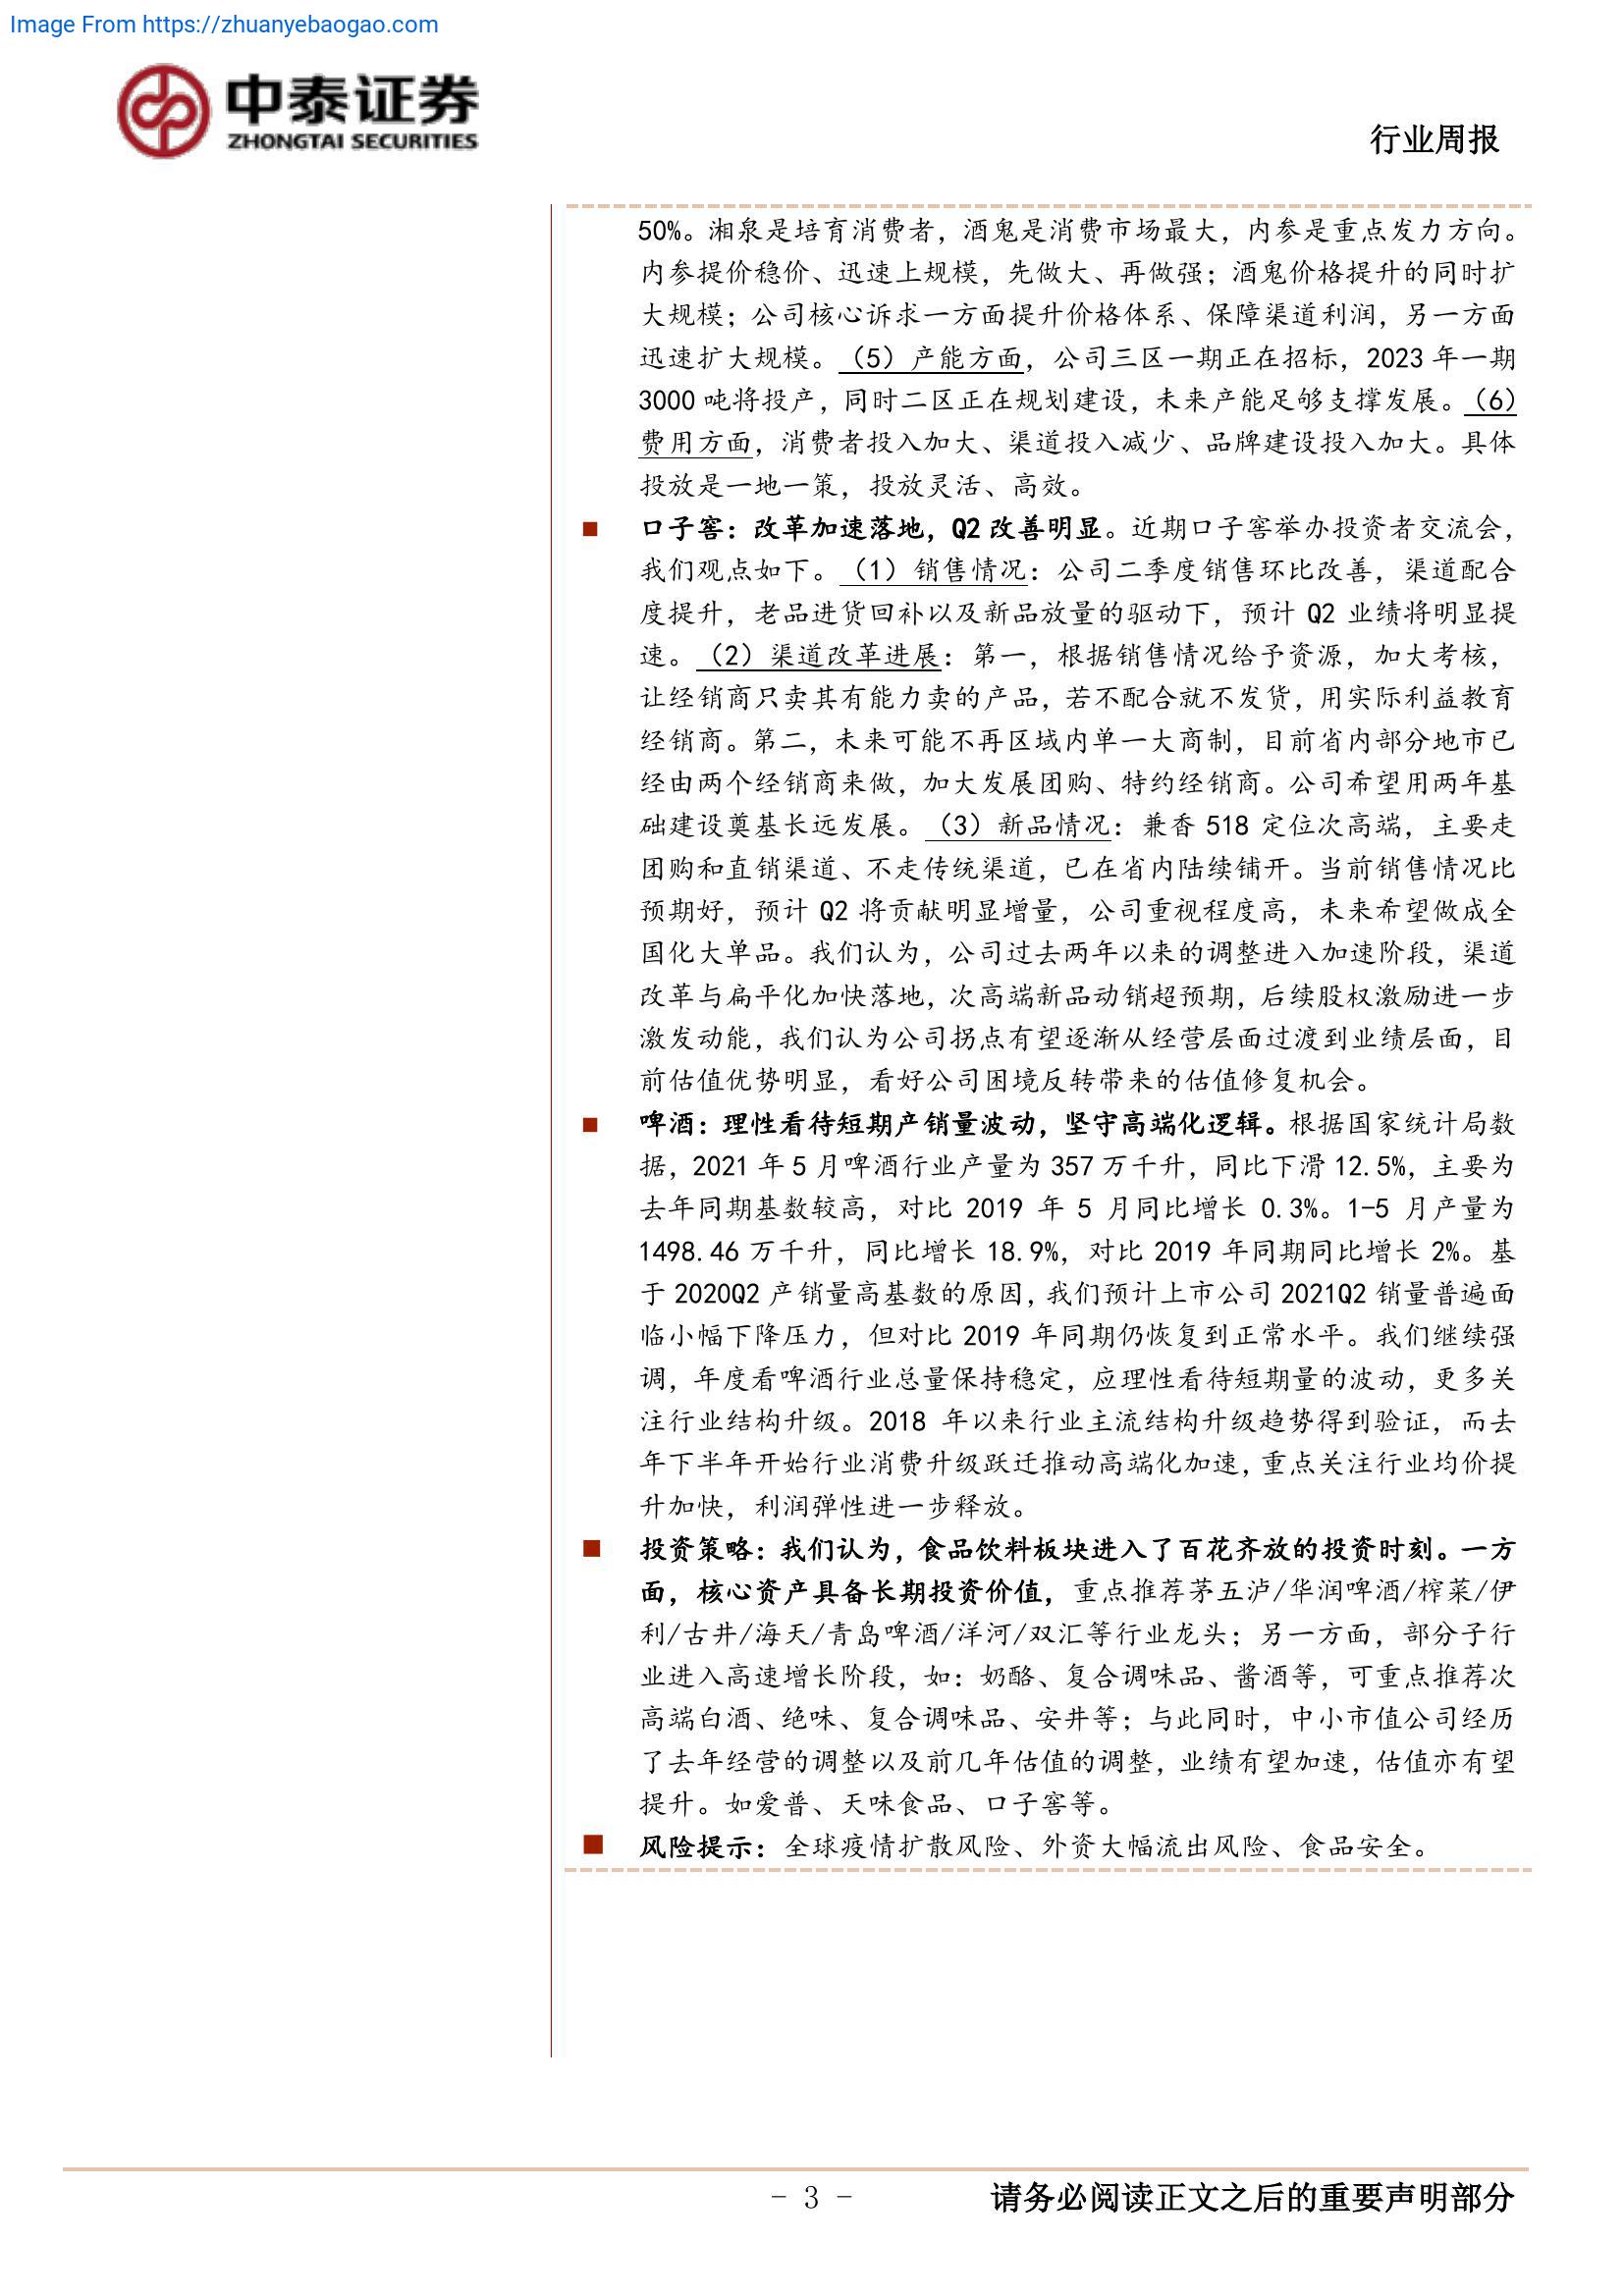 Image From https://zhuanyebaogao.com
中泰证券
ZHONGTAI SECURITIES
行业周报
50%。湘泉是培育消费者，酒鬼是消费市场最大，内参是重点发力方向。
内参提价稳价、迅速上规模，先做大、再做强；酒鬼价格提升的同时扩
大规模；公司核心诉求一方面提升价格体系、保障渠道利润，另一方面
迅速扩大规模。（5）产能方面，公司三区一期正在招标，2023 年一期
3000 吨将投产，同时二区正在规划建设，未来产能足够支撑发展。（6）
费用方面，消费者投入加大、渠道投入减少、品牌建设投入加大。具体
投放是一地一策，投放灵活、高效。
■ 口子窖：改革加速落地，Q2 改善明显。近期口子窖举办投资者交流会，
我们观点如下。（1）销售情况：公司二季度销售环比改善，渠道配合
度提升，老品进货回补以及新品放量的驱动下，预计 Q2 业绩将明显提
速。（2）渠道改革进展：第一，根据销售情况给予资源，加大考核，
让经销商只卖其有能力卖的产品，若不配合就不发货，用实际利益教育
经销商。第二，未来可能不再区域内单一大商制，目前省内部分地市已
经由两个经销商来做，加大发展团购、特约经销商。公司希望用两年基
础建设奠基长远发展。（3）新品情况：兼香 518 定位次高端，主要走
团购和直销渠道、不走传统渠道，已在省内陆续铺开。当前销售情况比
预期好，预计 Q2 将贡献明显增量，公司重视程度高，未来希望做成全
国化大单品。我们认为，公司过去两年以来的调整进入加速阶段，渠道
改革与扁平化加快落地，次高端新品动销超预期，后续股权激励进一步
激发动能，我们认为公司拐点有望逐渐从经营层面过渡到业绩层面，目
前估值优势明显，看好公司困境反转带来的估值修复机会。
■ 啤酒：理性看待短期产销量波动，坚守高端化逻辑。根据国家统计局数
据，2021 年 5 月啤酒行业产量为 357 万千升，同比下滑 12.5%，主要为
去年同期基数较高，对比 2019 年 5 月同比增长 0.3%。1-5 月产量为
1498.46 万千升，同比增长 18.9%，对比 2019 年同期同比增长 2%。基
于 2020Q2 产销量高基数的原因，我们预计上市公司 2021Q2 销量普遍面
临小幅下降压力，但对比 2019 年同期仍恢复到正常水平。我们继续强
调，年度看啤酒行业总量保持稳定，应理性看待短期量的波动，更多关
注行业结构升级。2018 年以来行业主流结构升级趋势得到验证，而去
年下半年开始行业消费升级跃迁推动高端化加速，重点关注行业均价提
升加快，利润弹性进一步释放。
■ 投资策略：我们认为，食品饮料板块进入了百花齐放的投资时刻。一方
面，核心资产具备长期投资价值，重点推荐茅五泸/华润啤酒/榨菜/伊
利/古井/海天/青岛啤酒/洋河/双汇等行业龙头；另一方面，部分子行
业进入高速增长阶段，如：奶酪、复合调味品、酱酒等，可重点推荐次
高端白酒、绝味、复合调味品、安井等；与此同时，中小市值公司经历
了去年经营的调整以及前几年估值的调整，业绩有望加速，估值亦有望
提升。如爱普、天味食品、口子窖等。
■ 风险提示：全球疫情扩散风险、外资大幅流出风险、食品安全。
- 3 -
请务必阅读正文之后的重要声明部分